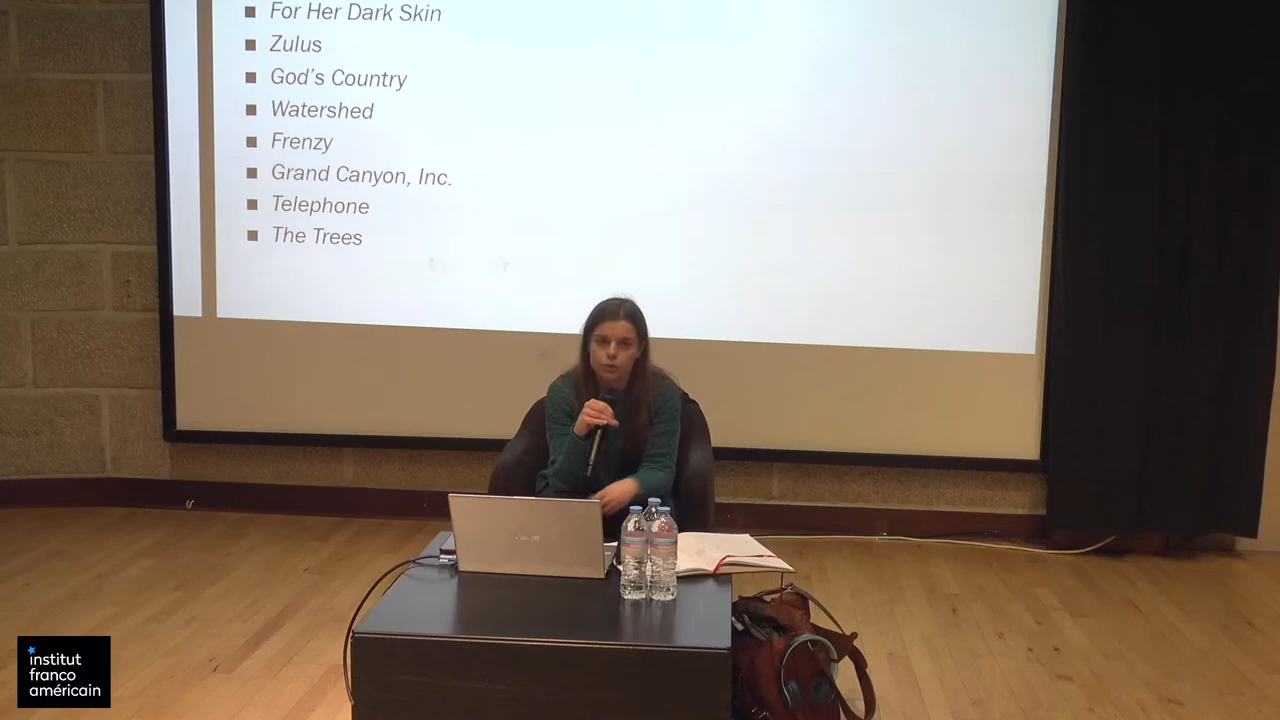 For Her Dark Skin
Zulus
God's Country
Watershed
Frenzy
Grand Canyon, Inc.
Telephone
The Trees
institut
franco
américain